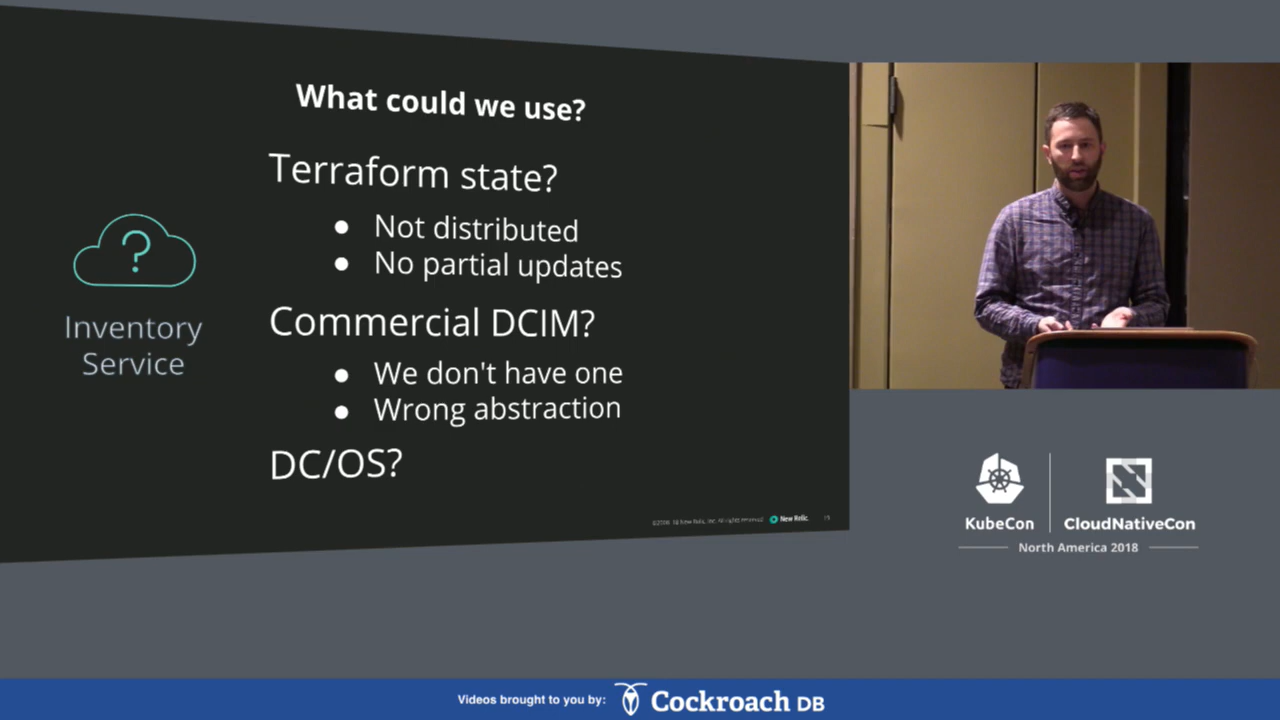 What could we use?
Terraform state?
● Not distributed
● No partial updates
Commercial DCIM?
● We don't have one
● Wrong abstraction
DC/OS?
Inventory
Service
New Relic.
KubeCon
CloudNativeCon
North America 2018
Videos brought to you by:
Cockroach DB